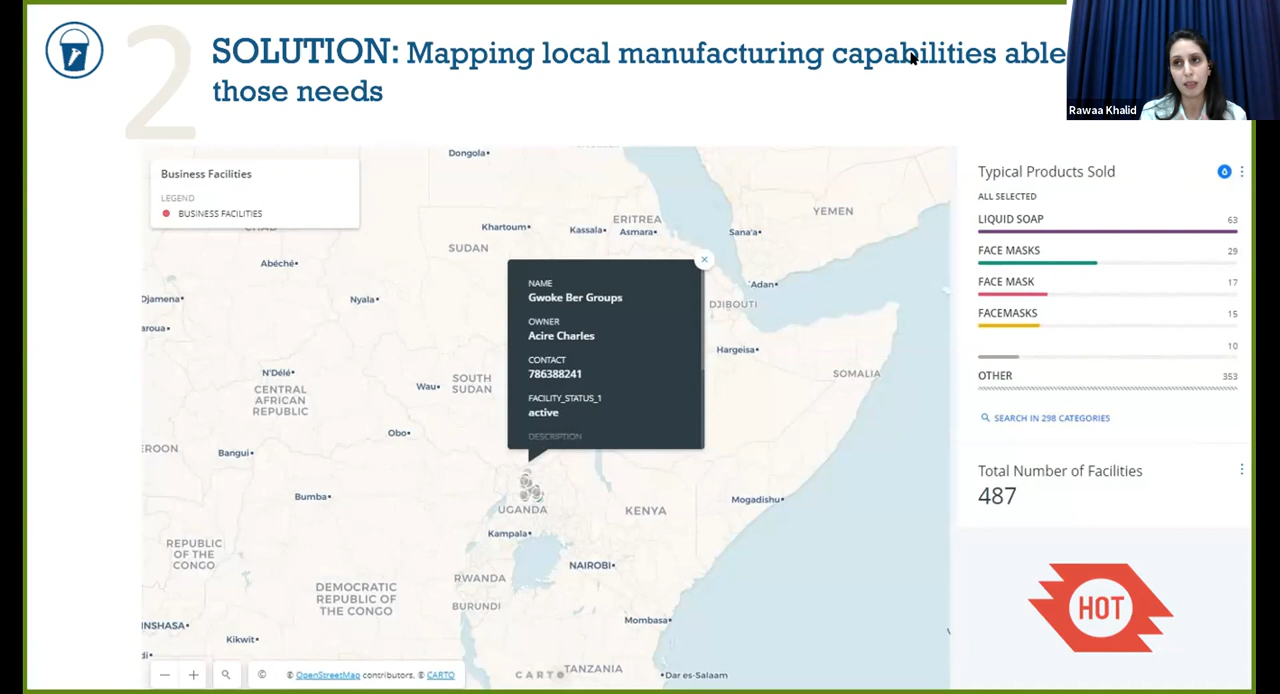 2
SOLUTION: Mapping local manufacturing capabilities able
those needs
Rawaa Khalid
Business Facilities
LEGEND
BUSINESS FACILITIES
Dongola
Khartoum
Kassala
ERITREA
Asmara
Sana'a
YEMEN
SUDAN
Abéché
Nyala
Djamena
aroua
'Adan
DJIBOUTI
Hargeisa
SOMALIA
N'Délé
CENTRAL
AFRICAN
REPUBLIC
Wau
SOUTH
SUDAN
Obo
EROON
Bangui
Bumba
UGANDA
KENYA
Mogadishu
Kampala
REPUBLIC
OF THE
CONGO
NAIROBI
RWANDA
DEMOCRATIC
REPUBLIC OF
THE CONGO
BURUNDI
INSHASA
Mombasa
Kikwit
di
TANZANIA
Dar es-Salaam
CARTO
© OpenStreetMap contributors, © CARTO
NAME
Gwoke Ber Groups
OWNER
Acire Charles
CONTACT
786388241
FACILITY_STATUS_1
active
DESCRIPTION
Typical Products Sold
ALL SELECTED
LIQUID SOAP 63
FACE MASKS 29
FACE MASK 17
FACEMASKS 15
10
OTHER 353
SEARCH IN 298 CATEGORIES
Total Number of Facilities
487
HOT